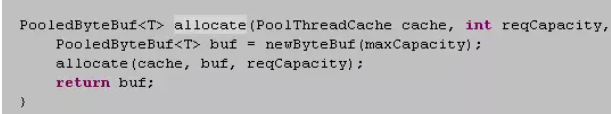 PooledByteBuf<T> allocate(PoolThreadCache cache, int reqCapacity,
PooledByteBuf<T> buf = newByteBuf(maxCapacity);
allocate(cache, buf, reqCapacity);
return buf;
}